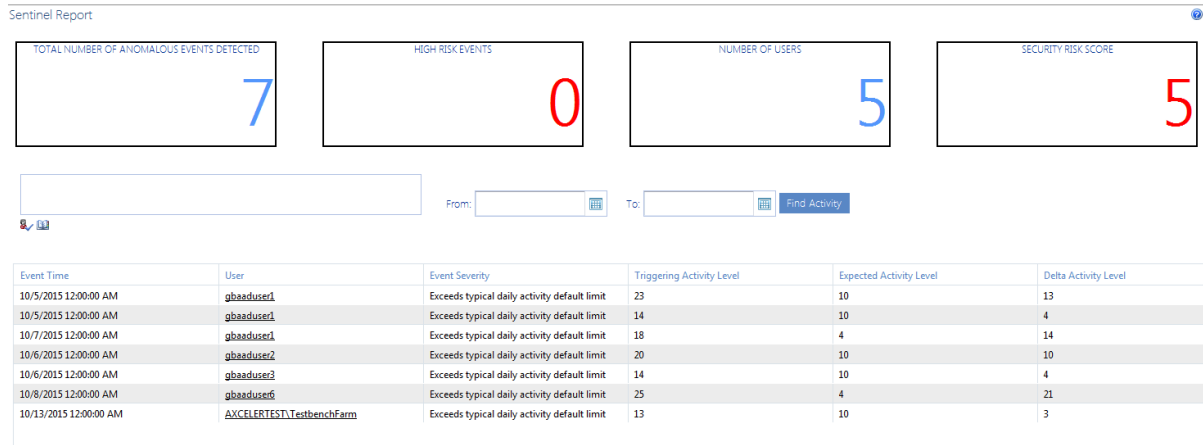 Sentinel Report
TOTAL NUMBER OF ANOMALOUS EVENTS DETECTED
7
HIGH RISK EVENTS
0
NUMBER OF USERS
5
SECURITY RISK SCORE
5
From: To: Find Activity
Event Time User Event Severity Triggering Activity Level Expected Activity Level Delta Activity Level
10/5/2015 12:00:00 AM gbaaduser1 Exceeds typical daily activity default limit 23 10 13
10/5/2015 12:00:00 AM gbaaduser1 Exceeds typical daily activity default limit 14 10 4
10/7/2015 12:00:00 AM gbaaduser1 Exceeds typical daily activity default limit 18 4 14
10/6/2015 12:00:00 AM gbaaduser2 Exceeds typical daily activity default limit 20 10 10
10/6/2015 12:00:00 AM gbaaduser3 Exceeds typical daily activity default limit 14 10 4
10/8/2015 12:00:00 AM gbaaduser6 Exceeds typical daily activity default limit 25 4 21
10/13/2015 12:00:00 AM AXCELERTEST\TestbenchFarm Exceeds typical daily activity default limit 13 10 3